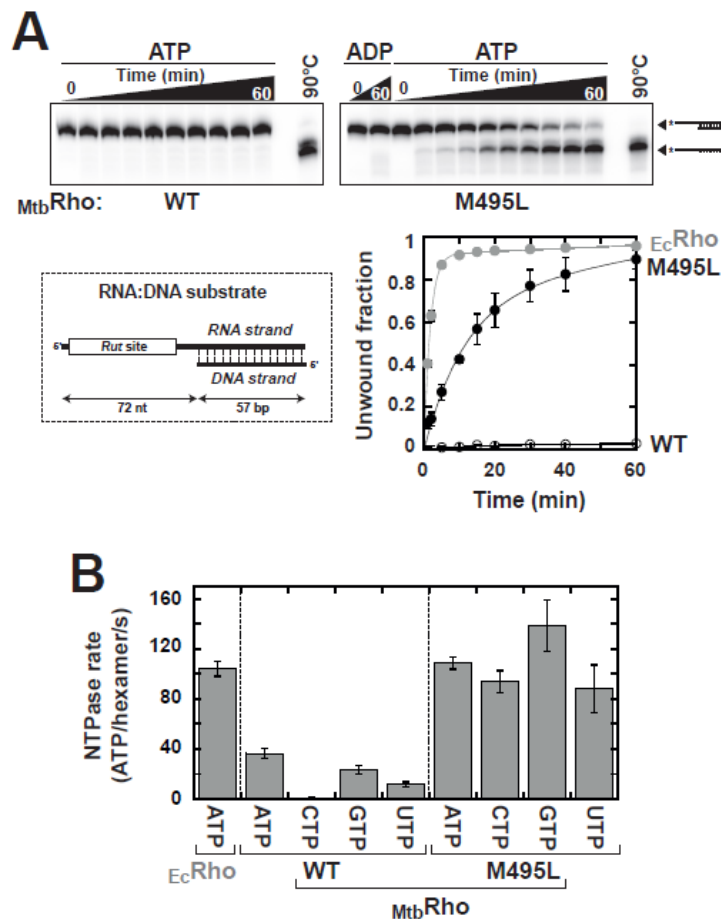 A
ATP
Time (min)
0
60
90°C
ADP
ATP
60
Time (min)
0
60
90°C
*
*
MtbRho:
WT
M495L
RNA:DNA substrate
5'
Rut site
RNA strand
DNA strand
5'
72 nt
57 bp
Unwound fraction
1
0.8
0.6
0.4
0.2
0
0
10
20
30
40
50
60
Time (min)
EcRho
M495L
WT
B
NTPase rate
(ATP/hexamer/s)
160
120
80
40
0
ATP
ATP
CTP
GTP
UTP
ATP
CTP
GTP
UTP
EcRho
WT
M495L
MtbRho